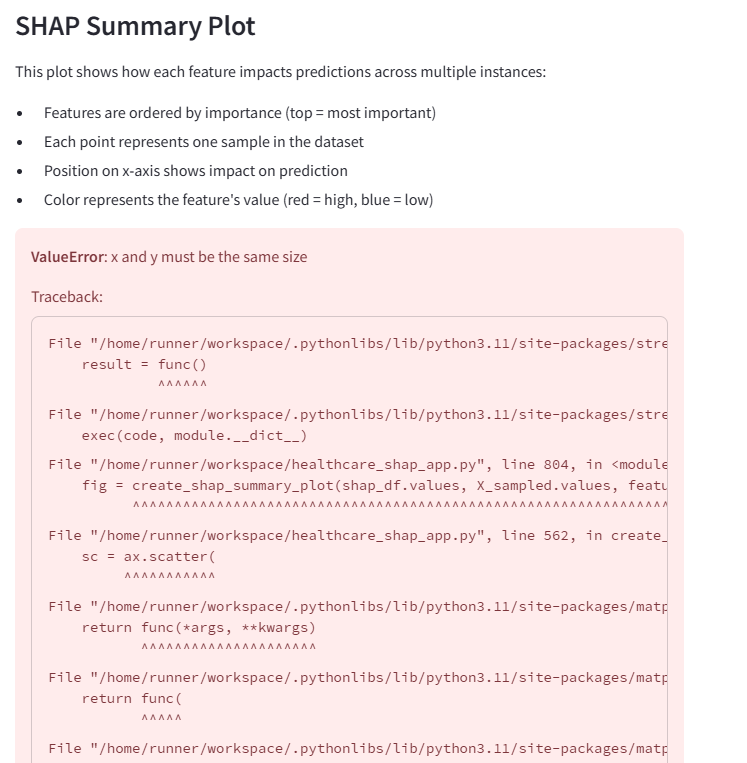 SHAP Summary Plot
This plot shows how each feature impacts predictions across multiple instances:
• Features are ordered by importance (top = most important)
• Each point represents one sample in the dataset
• Position on x-axis shows impact on prediction
• Color represents the feature's value (red = high, blue = low)
ValueError: x and y must be the same size
Traceback:
File "/home/runner/workspace/.pythonlibs/lib/python3.11/site-packages/stre
result = func()
^^^^^^
File "/home/runner/workspace/.pythonlibs/lib/python3.11/site-packages/stre
exec(code, module.__dict__)
File "/home/runner/workspace/healthcare_shap_app.py", line 804, in <module
fig = create_shap_summary_plot(shap_df.values, X_sampled.values, featu
^^^^^^^^^^^^^^^^^^^^^^^^^^^^^^^^^^^^^^^^^^^^^^^^^^^^^^^^^^^^^^^^
File "/home/runner/workspace/healthcare_shap_app.py", line 562, in create_
sc = ax.scatter(
^^^^^^^^^^^
File "/home/runner/workspace/.pythonlibs/lib/python3.11/site-packages/matp
return func(*args, **kwargs)
^^^^^^^^^^^^^^^^^^^^^
File "/home/runner/workspace/.pythonlibs/lib/python3.11/site-packages/matp
return func(
^^^^^
File "/home/runner/workspace/.pythonlibs/lib/python3.11/site-packages/matp